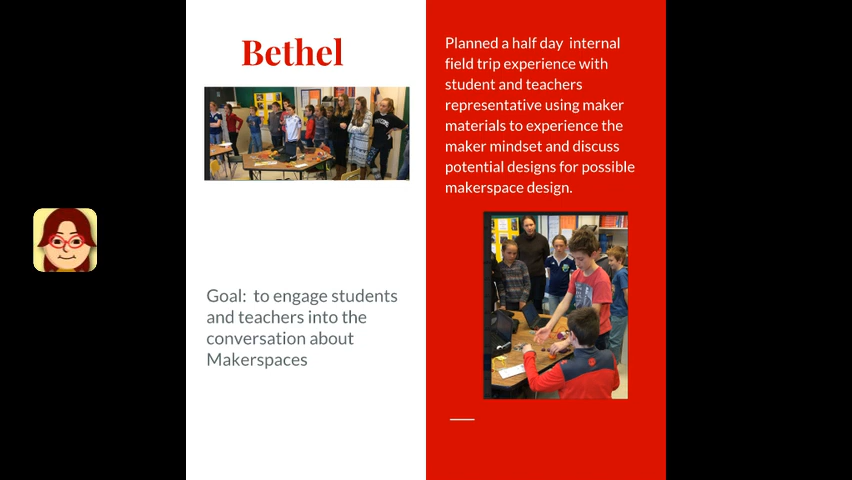 Bethel
Goal:  to engage students
and teachers into the
conversation about
Makerspaces
Planned a half day  internal
field trip experience with
student and teachers
representative using maker
materials to experience the
maker mindset and discuss
potential designs for possible
makerspace design.